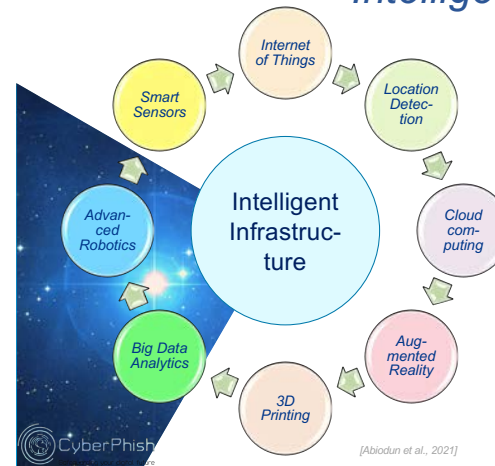 Intellige
Internet
of Things
Location
Detec-
tion
Cloud
com-
puting
Aug-
mented
Reality
3D
Printing
Big Data
Analytics
Advan-
ced
Robotics
Smart
Sensors
Intelligent
Infrastruc-
ture
CyberPhish
[Abiodun et al., 2021]